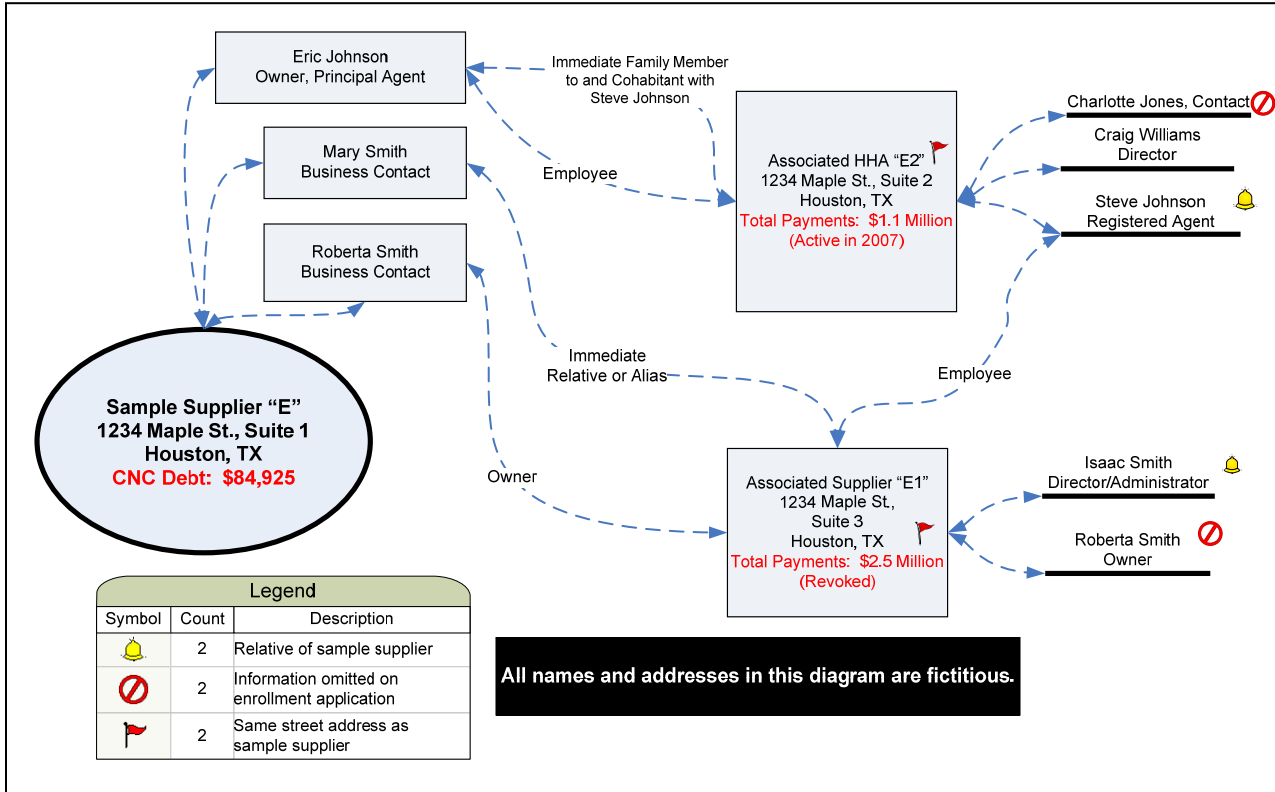 Eric Johnson
Owner, Principal Agent
Mary Smith
Business Contact
Roberta Smith
Business Contact
Immediate Family Member
to and Cohabitant with
Steve Johnson
Employee
Associated HHA “E2”
1234 Maple St., Suite 2
Houston, TX
Total Payments:  $1.1 Million
(Active in 2007)
Charlotte Jones, Contact
Craig Williams
Director
Steve Johnson
Registered Agent
Sample Supplier “E”
1234 Maple St., Suite 1
Houston, TX
CNC Debt:  $84,925
Immediate
Relative or Alias
Employee
Owner
Associated Supplier “E1”
1234 Maple St.,
Suite 3
Houston, TX
Total Payments:  $2.5 Million
(Revoked)
Isaac Smith
Director/Administrator
Roberta Smith
Owner
Legend
Symbol Count Description
2 Relative of sample supplier
2 Information omitted on
enrollment application
2 Same street address as
sample supplier
All names and addresses in this diagram are fictitious.